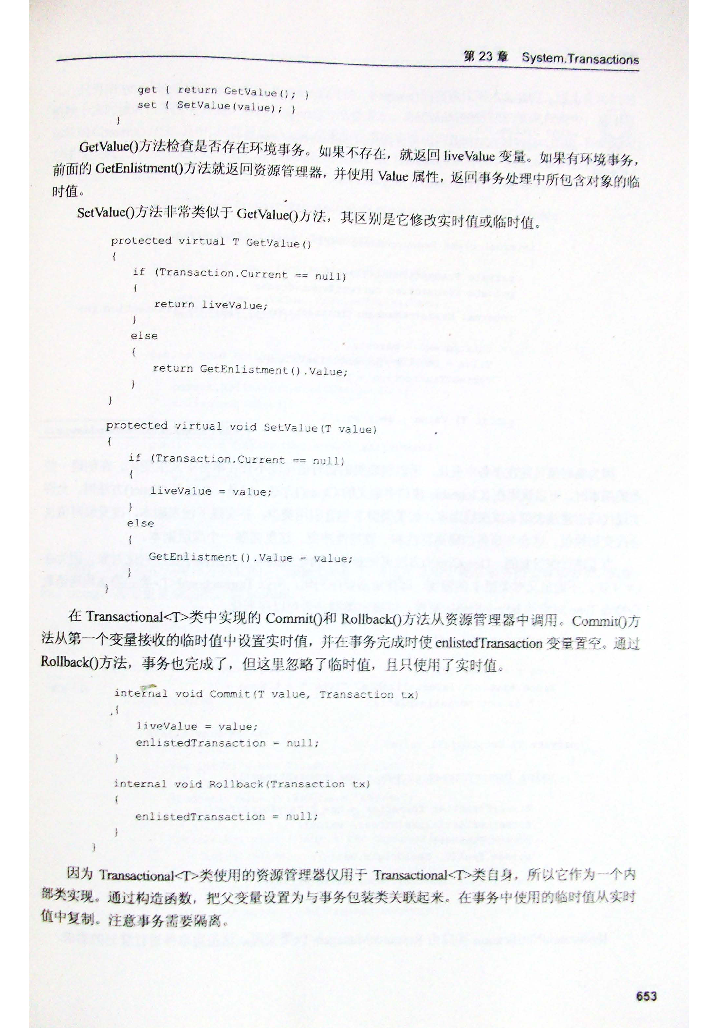 第 23 章 System.Transactions
get { return GetValue(); }
set { SetValue(value); }
}
GetValue()方法检查是否存在环境事务。如果不存在，就返回 liveValue 变量。如果有环境事务，
前面的 GetEnlistment()方法就返回资源管理器，并使用 Value 属性，返回事务处理中所包含对象的临
时值。
SetValue()方法非常类似于 GetValue()方法，其区别是它修改实时值或临时值。
protected virtual T GetValue()
{
if (Transaction.Current == null)
{
return liveValue;
}
else
{
return GetEnlistment().Value;
}
}
protected virtual void SetValue(T value)
{
if (Transaction.Current == null)
{
liveValue = value;
}
else
{
GetEnlistment().Value = value;
}
}
在 Transactional<T>类中实现的 Commit()和 Rollback()方法从资源管理器中调用。Commit()方
法从第一个变量接收的临时值中设置实时值，并在事务完成时使 enlistedTransaction 变量置空。通过
Rollback()方法，事务也完成了，但这里忽略了临时值，且只使用了实时值。
internal void Commit(T value, Transaction tx)
{
liveValue = value;
enlistedTransaction = null;
}
internal void Rollback(Transaction tx)
{
enlistedTransaction = null;
}
}
因为 Transactional<T>类使用的资源管理器仅用于 Transactional<T>类自身，所以它作为一个内
部类实现。通过构造函数，把父变量设置为与事务包装类关联起来。在事务中使用的临时值从实时
值中复制。注意事务需要隔离。
653